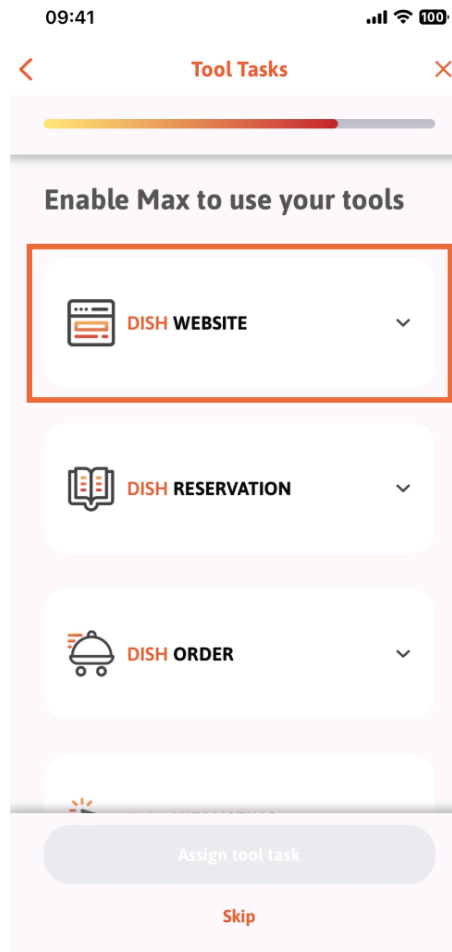 09:41
100
Tool Tasks
Enable Max to use your tools
DISH WEBSITE
DISH RESERVATION
DISH ORDER
Assign tool task
Skip